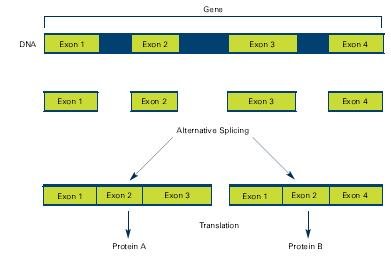 Gene
DNA Exon 1 Exon 2 Exon 3 Exon 4
Exon 1 Exon 2 Exon 3 Exon 4
Alternative Splicing
Exon 1 Exon 2 Exon 3 Exon 1 Exon 2 Exon 4
Translation
Protein A Protein B